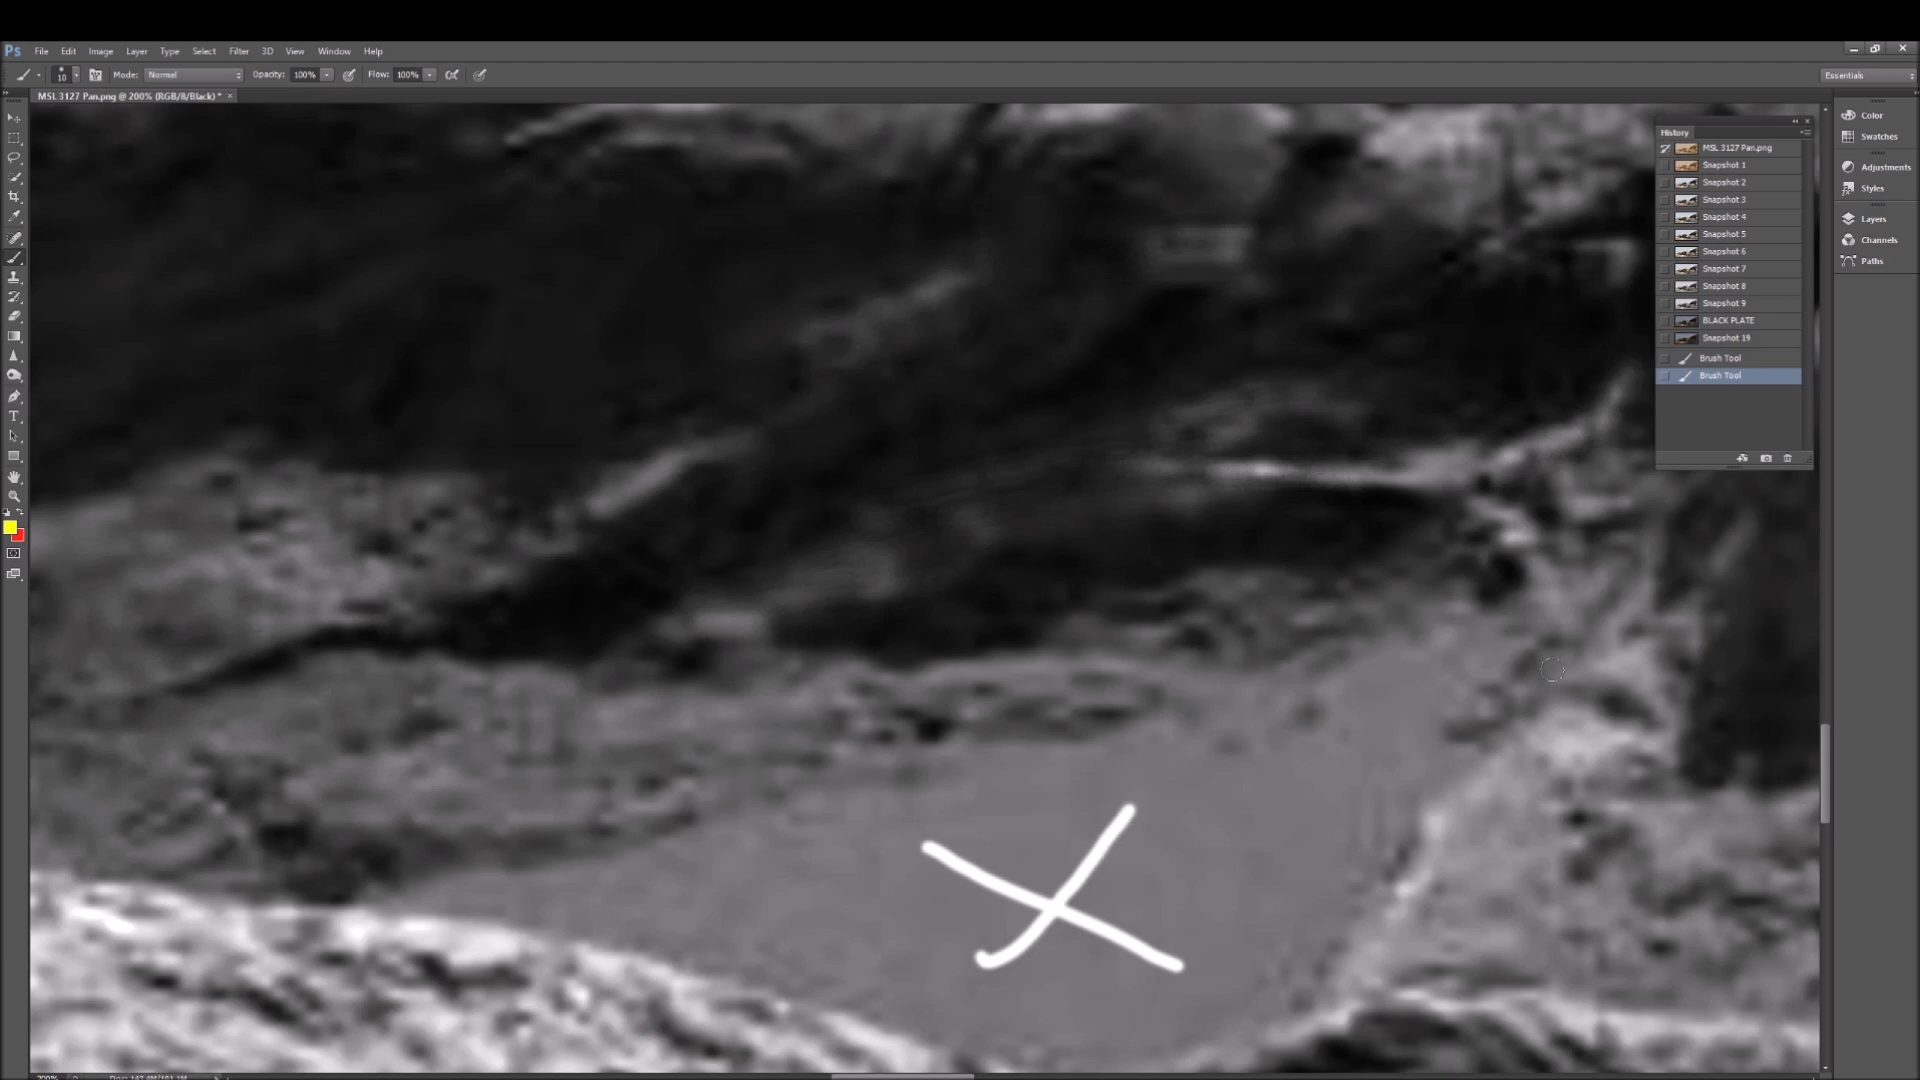 Ps File Edit Image Layer Type Select Filter 3D View Window Help
10 Mode: Normal Opacity: 100% Flow: 100% Essentials
MSL 3127 Pan.png @ 200% (RGB/8/Black) * ×
History
MSL 3127 Pan.png
Snapshot 1
Snapshot 2
Snapshot 3
Snapshot 4
Snapshot 5
Snapshot 6
Snapshot 7
Snapshot 8
Snapshot 9
BLACK PLATE
Snapshot 19
Brush Tool
Brush Tool
Color
Swatches
Adjustments
Styles
Layers
Channels
Paths